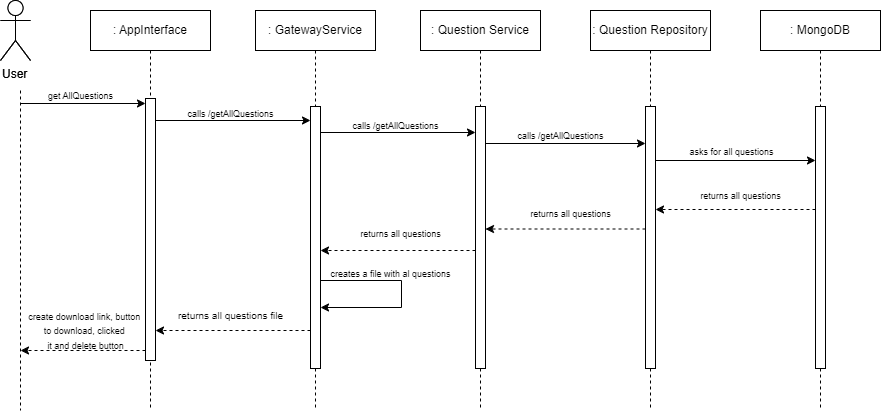 : AppInterface
: GatewayService
: Question Service
: Question Repository
: MongoDB
User
get AllQuestions
calls /getAllQuestions
calls /getAllQuestions
calls /getAllQuestions
asks for all questions
returns all questions
returns all questions
returns all questions
creates a file with al questions
returns all questions file
create download link, button
to download, clicked
it and delete button